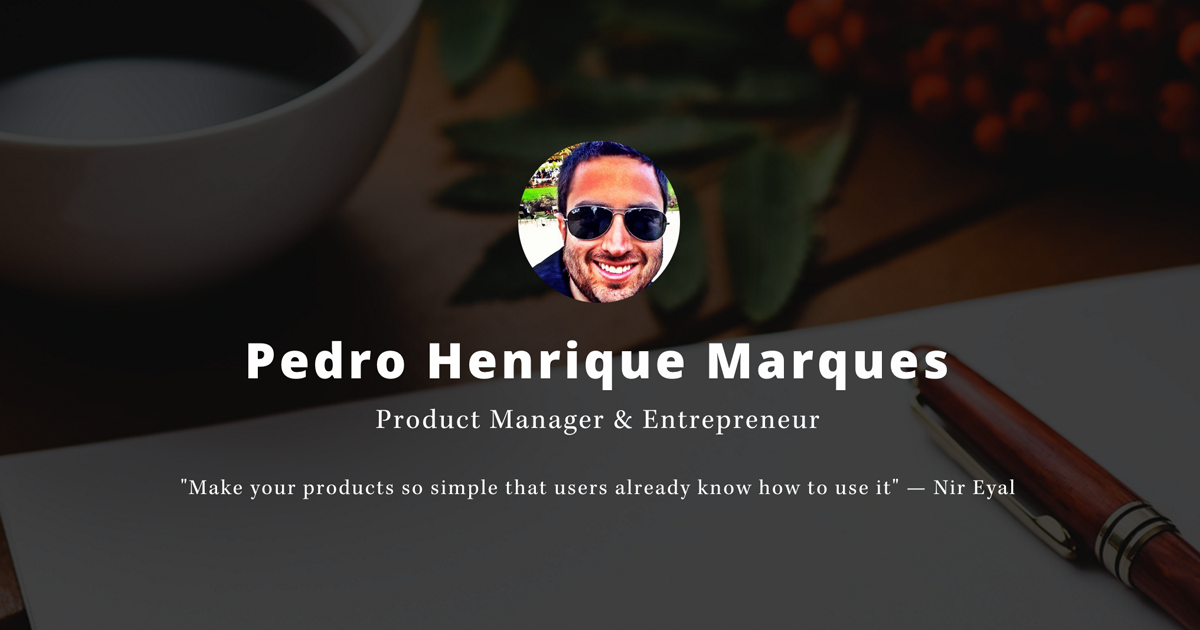 Pedro Henrique Marques
Product Manager & Entrepreneur
"Make your products so simple that users already know how to use it" — Nir Eyal